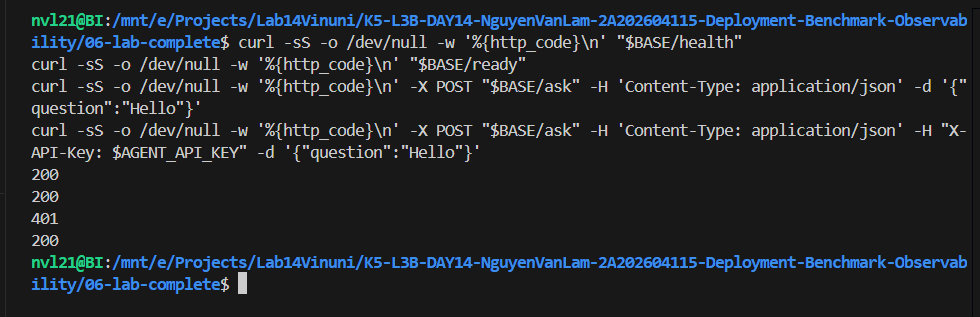 nvl21@BI:/mnt/e/Projects/Lab14Vinuni/K5-L3B-DAY14-NguyenVanLam-2A202604115-Deployment-Benchmark-Observab
ility/06-lab-complete$ curl -sS -o /dev/null -w '%{http_code}\n' "$BASE/health"
curl -sS -o /dev/null -w '%{http_code}\n' "$BASE/ready"
curl -sS -o /dev/null -w '%{http_code}\n' -X POST "$BASE/ask" -H 'Content-Type: application/json' -d '{"
question":"Hello"}'
curl -sS -o /dev/null -w '%{http_code}\n' -X POST "$BASE/ask" -H 'Content-Type: application/json' -H "X-
API-Key: $AGENT_API_KEY" -d '{"question":"Hello"}'
200
200
401
200
nvl21@BI:/mnt/e/Projects/Lab14Vinuni/K5-L3B-DAY14-NguyenVanLam-2A202604115-Deployment-Benchmark-Observab
ility/06-lab-complete$